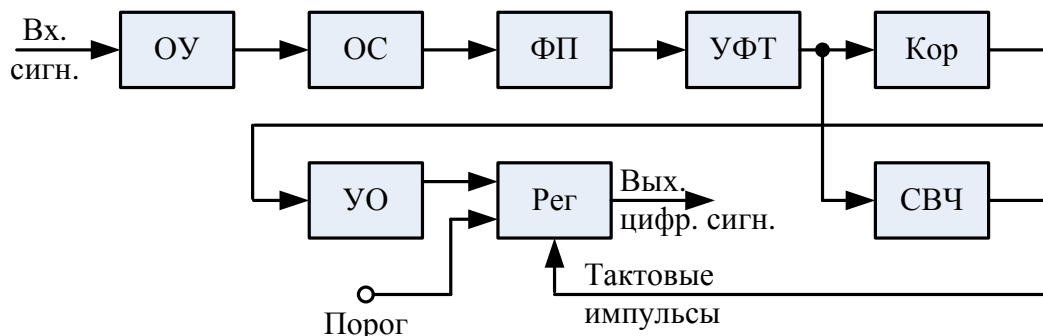 Вх.
сигн.
ОУ
ОС
ФП
УФТ
Кор
УО
Рег
Вых.
цифр. сигн.
СВЧ
Порог
Тактовые
импульсы